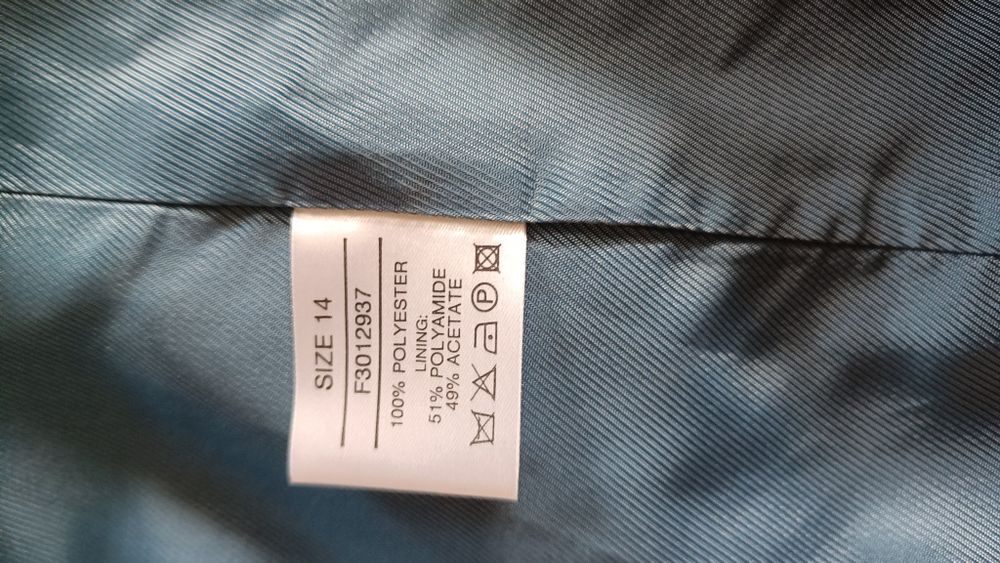 SIZE 14
F3012937
100% POLYESTER
LINING:
51% POLYAMIDE
49% ACETATE
P